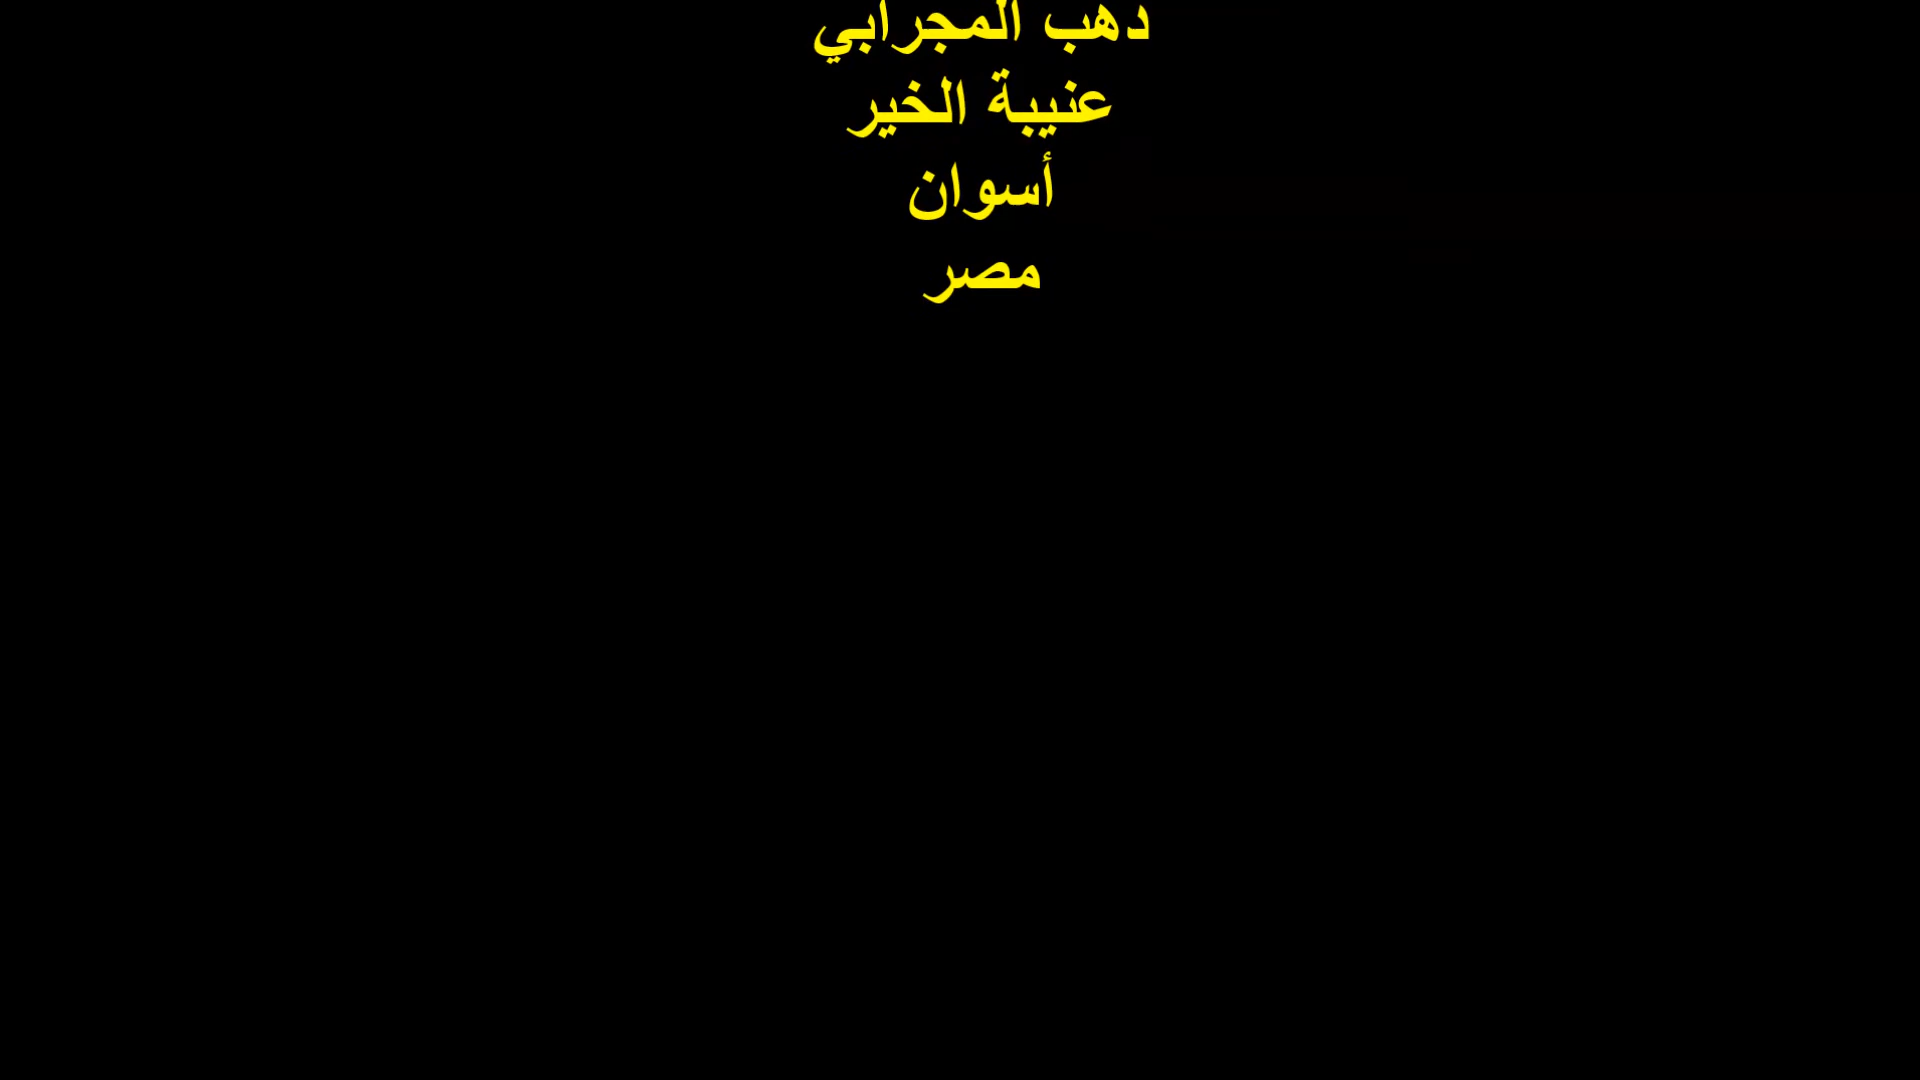 دهب المجرابي
عنيبة الخير
أسوان
مصر